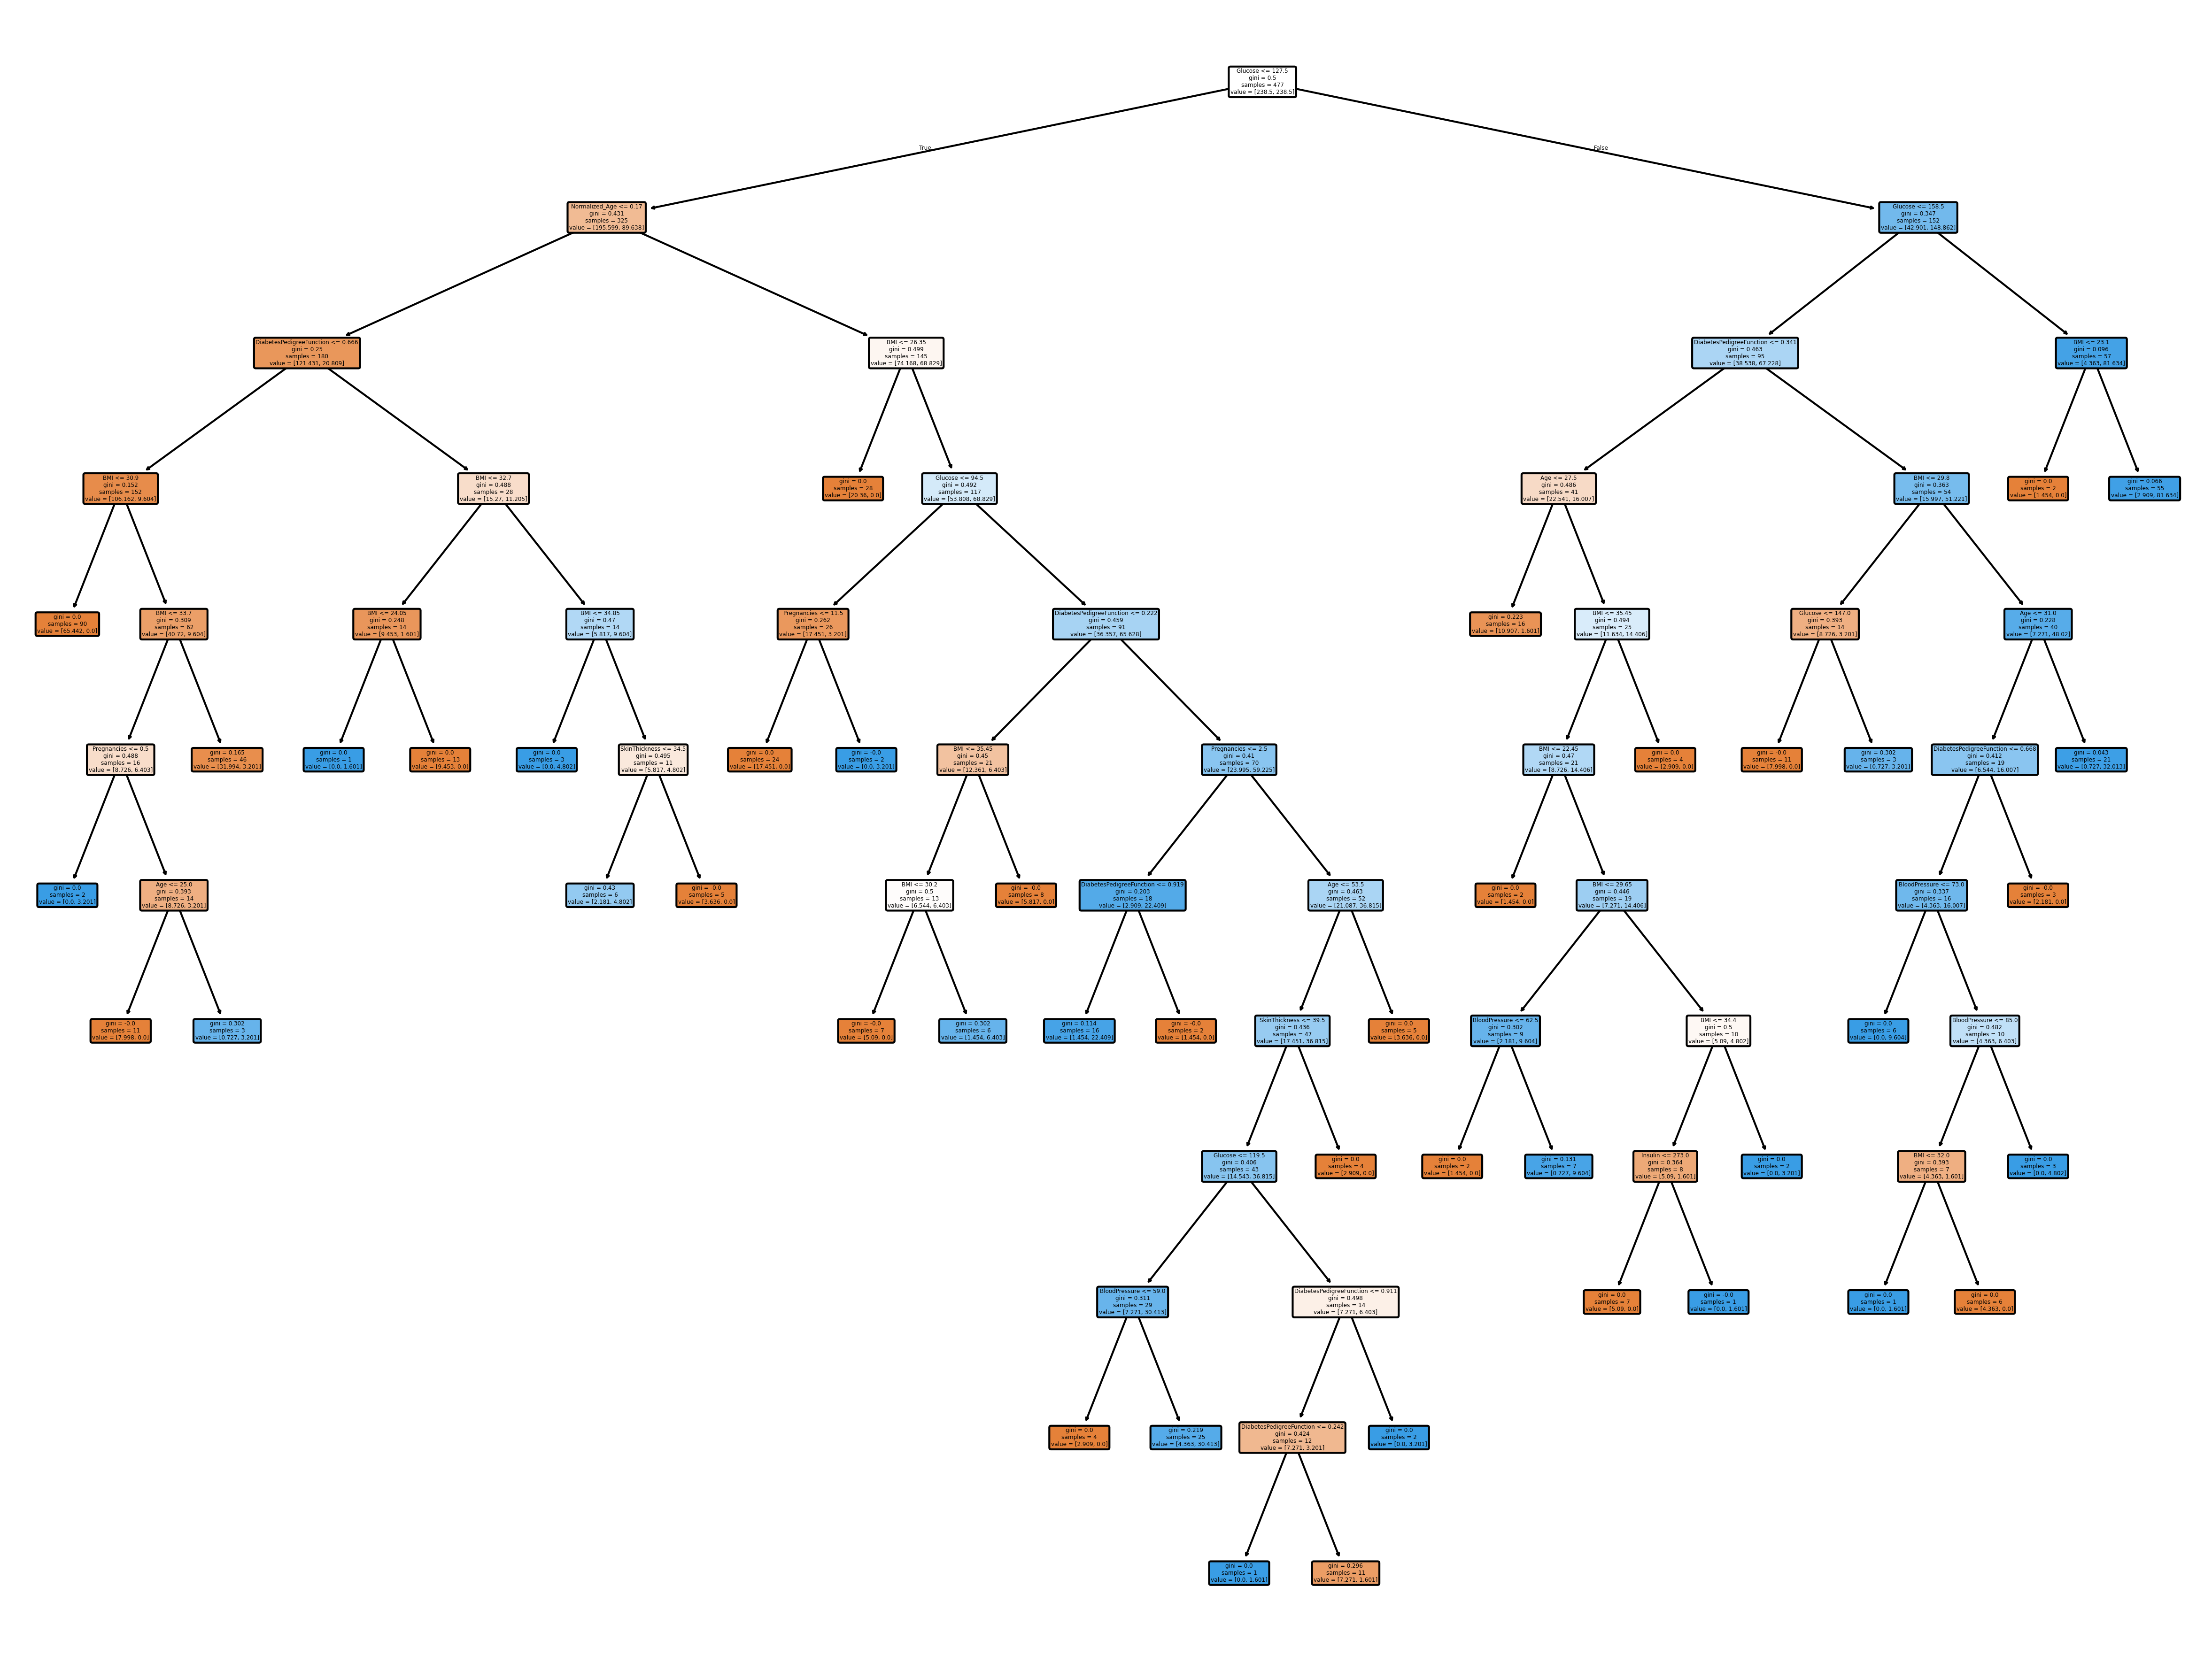 Glucose <= 127.5
gini = 0.5
samples = 477
value = [238.5, 238.5]
True
False
Normalized_Age <= 0.17
gini = 0.431
samples = 325
value = [195.599, 89.638]
Glucose <= 158.5
gini = 0.347
samples = 152
value = [42.901, 148.862]
DiabetesPedigreeFunction <= 0.666
gini = 0.25
samples = 180
value = [121.431, 20.809]
BMI <= 26.35
gini = 0.499
samples = 145
value = [74.168, 68.829]
DiabetesPedigreeFunction <= 0.341
gini = 0.463
samples = 95
value = [38.538, 67.228]
BMI <= 23.1
gini = 0.096
samples = 57
value = [4.363, 81.634]
BMI <= 30.9
gini = 0.152
samples = 152
value = [106.162, 9.604]
BMI <= 32.7
gini = 0.488
samples = 28
value = [15.27, 11.205]
gini = 0.0
samples = 28
value = [20.36, 0.0]
Glucose <= 94.5
gini = 0.492
samples = 117
value = [53.808, 68.829]
Age <= 27.5
gini = 0.486
samples = 41
value = [22.541, 16.007]
BMI <= 29.8
gini = 0.363
samples = 54
value = [15.997, 51.221]
gini = 0.0
samples = 2
value = [1.454, 0.0]
gini = 0.066
samples = 55
value = [2.909, 81.634]
gini = 0.0
samples = 90
value = [65.442, 0.0]
BMI <= 33.7
gini = 0.309
samples = 62
value = [40.72, 9.604]
BMI <= 24.05
gini = 0.248
samples = 14
value = [9.453, 1.601]
BMI <= 34.85
gini = 0.47
samples = 14
value = [5.817, 9.604]
Pregnancies <= 11.5
gini = 0.262
samples = 26
value = [17.451, 3.201]
DiabetesPedigreeFunction <= 0.222
gini = 0.459
samples = 91
value = [36.357, 65.628]
gini = 0.223
samples = 16
value = [10.907, 1.601]
BMI <= 35.45
gini = 0.494
samples = 25
value = [11.634, 14.406]
Glucose <= 147.0
gini = 0.393
samples = 14
value = [8.726, 3.201]
Age <= 31.0
gini = 0.228
samples = 40
value = [7.271, 48.02]
Pregnancies <= 0.5
gini = 0.488
samples = 16
value = [8.726, 6.403]
gini = 0.165
samples = 46
value = [31.994, 3.201]
gini = 0.0
samples = 1
value = [0.0, 1.601]
gini = 0.0
samples = 13
value = [9.453, 0.0]
gini = 0.0
samples = 3
value = [0.0, 4.802]
SkinThickness <= 34.5
gini = 0.495
samples = 11
value = [5.817, 4.802]
gini = 0.0
samples = 24
value = [17.451, 0.0]
gini = -0.0
samples = 2
value = [0.0, 3.201]
BMI <= 35.45
gini = 0.45
samples = 21
value = [12.361, 6.403]
Pregnancies <= 2.5
gini = 0.41
samples = 70
value = [23.995, 59.225]
BMI <= 22.45
gini = 0.47
samples = 21
value = [8.726, 14.406]
gini = 0.0
samples = 4
value = [2.909, 0.0]
gini = -0.0
samples = 11
value = [7.998, 0.0]
gini = 0.302
samples = 3
value = [0.727, 3.201]
DiabetesPedigreeFunction <= 0.668
gini = 0.412
samples = 19
value = [6.544, 16.007]
gini = 0.043
samples = 21
value = [0.727, 32.013]
gini = 0.0
samples = 2
value = [0.0, 3.201]
Age <= 25.0
gini = 0.393
samples = 14
value = [8.726, 3.201]
gini = 0.43
samples = 6
value = [2.181, 4.802]
gini = -0.0
samples = 5
value = [3.636, 0.0]
BMI <= 30.2
gini = 0.5
samples = 13
value = [6.544, 6.403]
gini = -0.0
samples = 8
value = [5.817, 0.0]
DiabetesPedigreeFunction <= 0.919
gini = 0.203
samples = 18
value = [2.909, 22.409]
Age <= 53.5
gini = 0.463
samples = 52
value = [21.087, 36.815]
gini = 0.0
samples = 2
value = [1.454, 0.0]
BMI <= 29.65
gini = 0.446
samples = 19
value = [7.271, 14.406]
BloodPressure <= 73.0
gini = 0.337
samples = 16
value = [4.363, 16.007]
gini = -0.0
samples = 3
value = [2.181, 0.0]
gini = -0.0
samples = 11
value = [7.998, 0.0]
gini = 0.302
samples = 3
value = [0.727, 3.201]
gini = -0.0
samples = 7
value = [5.09, 0.0]
gini = 0.302
samples = 6
value = [1.454, 6.403]
gini = 0.114
samples = 16
value = [1.454, 22.409]
gini = -0.0
samples = 2
value = [1.454, 0.0]
SkinThickness <= 39.5
gini = 0.436
samples = 47
value = [17.451, 36.815]
gini = 0.0
samples = 5
value = [3.636, 0.0]
BloodPressure <= 62.5
gini = 0.302
samples = 9
value = [2.181, 9.604]
BMI <= 34.4
gini = 0.5
samples = 10
value = [5.09, 4.802]
gini = 0.0
samples = 6
value = [0.0, 9.604]
BloodPressure <= 85.0
gini = 0.482
samples = 10
value = [4.363, 6.403]
Glucose <= 119.5
gini = 0.406
samples = 43
value = [14.543, 36.815]
gini = 0.0
samples = 4
value = [2.909, 0.0]
gini = 0.0
samples = 2
value = [1.454, 0.0]
gini = 0.131
samples = 7
value = [0.727, 9.604]
Insulin <= 273.0
gini = 0.364
samples = 8
value = [5.09, 1.601]
gini = 0.0
samples = 2
value = [0.0, 3.201]
BMI <= 32.0
gini = 0.393
samples = 7
value = [4.363, 1.601]
gini = 0.0
samples = 3
value = [0.0, 4.802]
BloodPressure <= 59.0
gini = 0.311
samples = 29
value = [7.271, 30.413]
DiabetesPedigreeFunction <= 0.911
gini = 0.498
samples = 14
value = [7.271, 6.403]
gini = 0.0
samples = 7
value = [5.09, 0.0]
gini = -0.0
samples = 1
value = [0.0, 1.601]
gini = 0.0
samples = 1
value = [0.0, 1.601]
gini = 0.0
samples = 6
value = [4.363, 0.0]
gini = 0.0
samples = 4
value = [2.909, 0.0]
gini = 0.219
samples = 25
value = [4.363, 30.413]
DiabetesPedigreeFunction <= 0.242
gini = 0.424
samples = 12
value = [7.271, 3.201]
gini = 0.0
samples = 2
value = [0.0, 3.201]
gini = 0.0
samples = 1
value = [0.0, 1.601]
gini = 0.296
samples = 11
value = [7.271, 1.601]